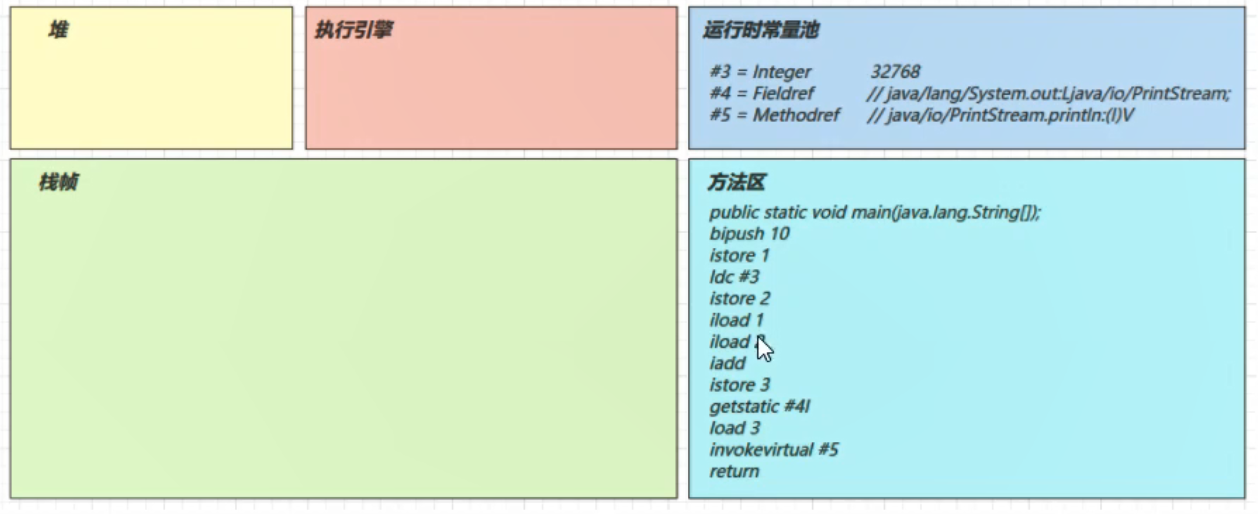 堆
执行引擎
运行时常量池
#3 = Integer 32768
#4 = Fieldref // java/lang/System.out:Ljava/io/PrintStream;
#5 = Methodref // java/io/PrintStream.println:(I)V
栈帧
方法区
public static void main(java.lang.String[]);
bipush 10
istore 1
ldc #3
istore 2
iload 1
iload
iadd
istore 3
getstatic #4I
load 3
invokevirtual #5
return